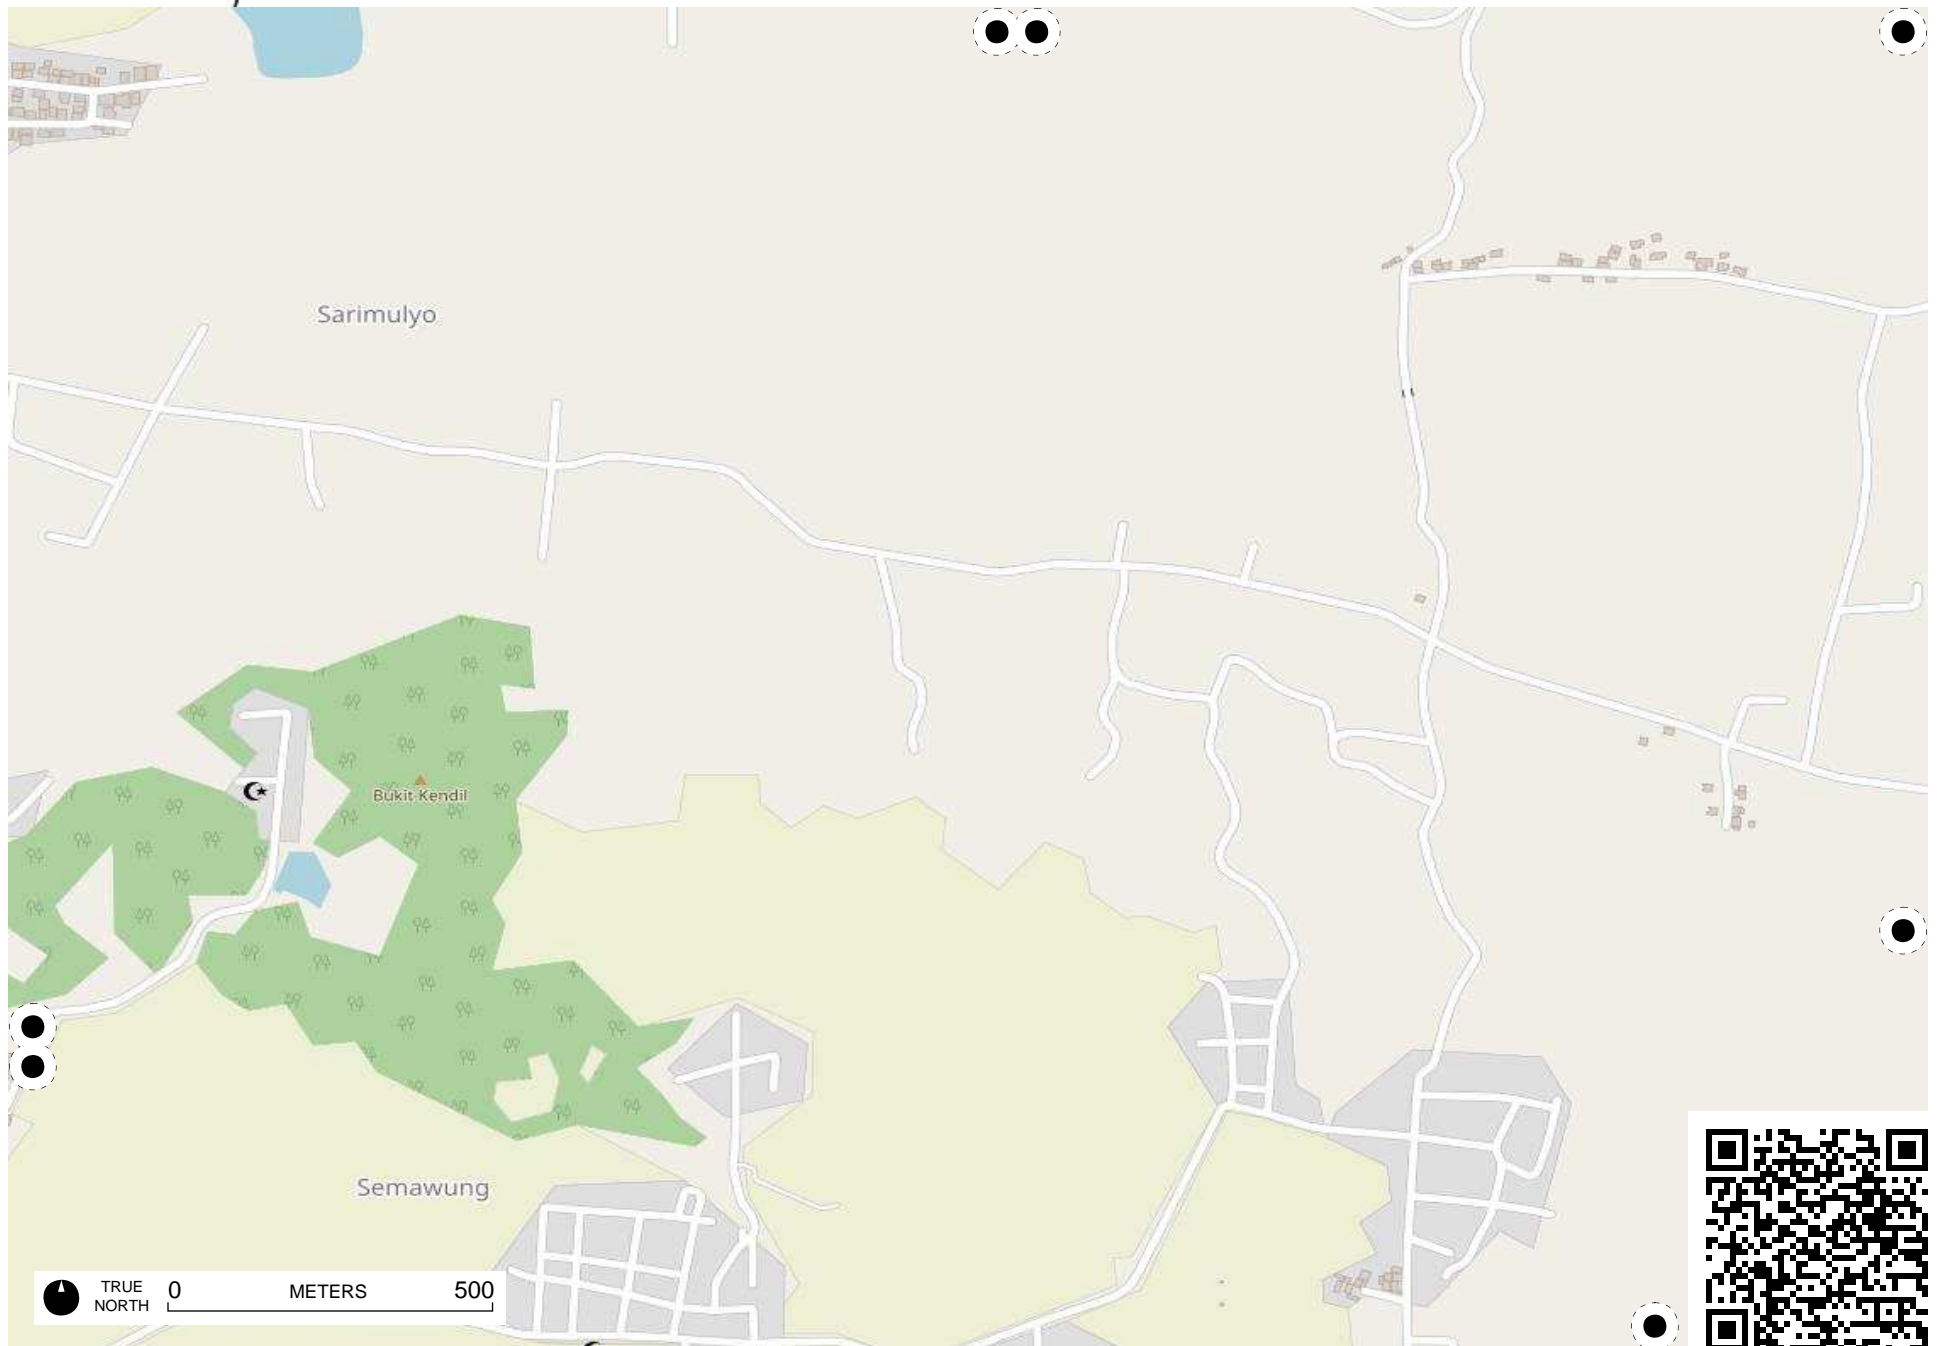 Sarimulyo
Bukit Kendil
Semawung
TRUE
NORTH
0 METERS 500